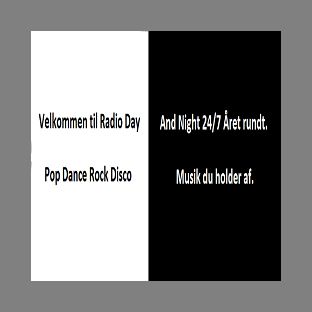 Velkommen til Radio Day And Night 24/7 Året rundt.
Pop Dance Rock Disco Musik du holder af.